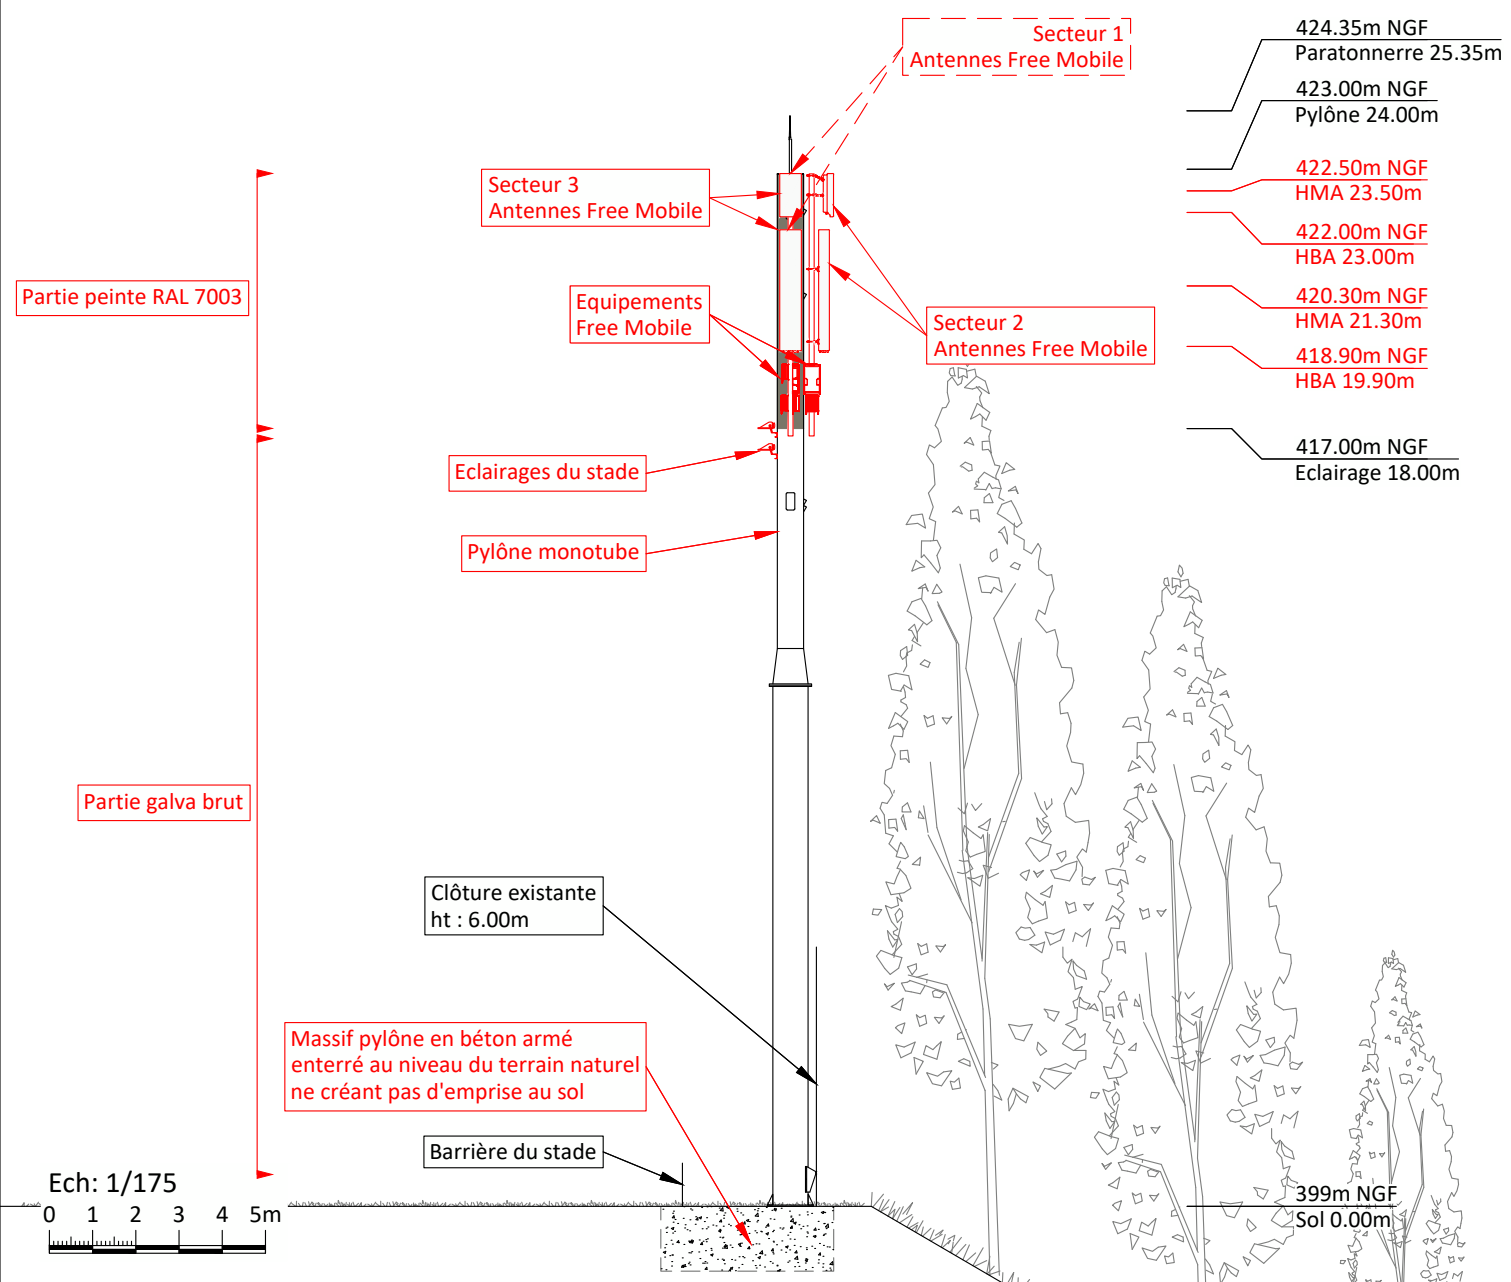 Secteur 1
Antennes Free Mobile
424.35m NGF
Paratonnerre 25.35m
423.00m NGF
Pylône 24.00m
422.50m NGF
HMA 23.50m
422.00m NGF
HBA 23.00m
420.30m NGF
HMA 21.30m
418.90m NGF
HBA 19.90m
417.00m NGF
Eclairage 18.00m
Secteur 3
Antennes Free Mobile
Partie peinte RAL 7003
Equipements
Free Mobile
Secteur 2
Antennes Free Mobile
Eclairages du stade
Pylône monotube
Partie galva brut
Clôture existante
ht : 6.00m
Massif pylône en béton armé
enterré au niveau du terrain naturel
ne créant pas d'emprise au sol
Barrière du stade
Ech: 1/175
0 1 2 3 4 5m
399m NGF
Sol 0.00m